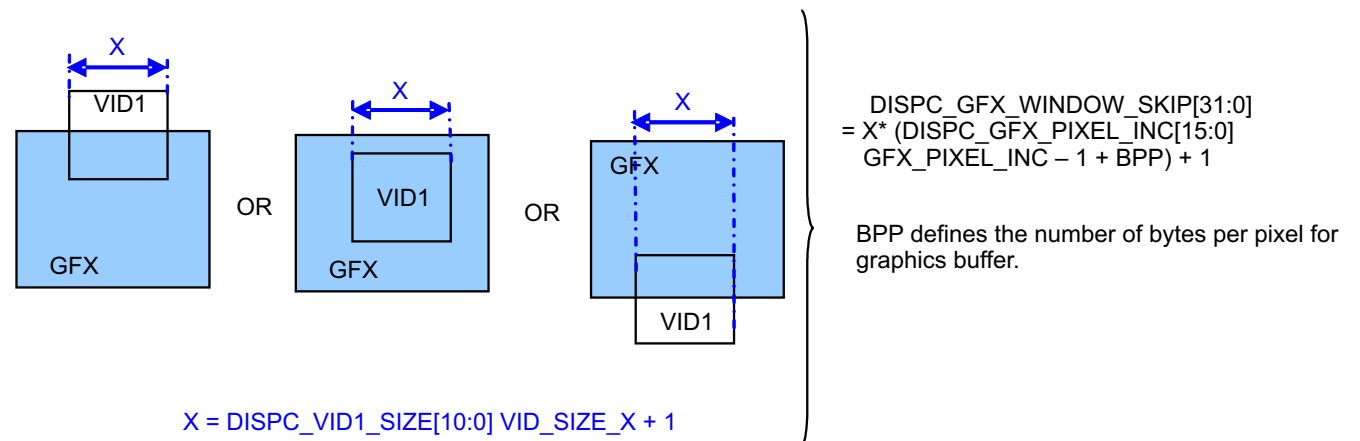 X
VID1
GFX
OR
X
VID1
GFX
OR
X
GFX
VID1
X = DISPC_VID1_SIZE[10:0] VID_SIZE_X + 1
DISPC_GFX_WINDOW_SKIP[31:0]
= X* (DISPC_GFX_PIXEL_INC[15:0]
GFX_PIXEL_INC – 1 + BPP) + 1
BPP defines the number of bytes per pixel for
graphics buffer.